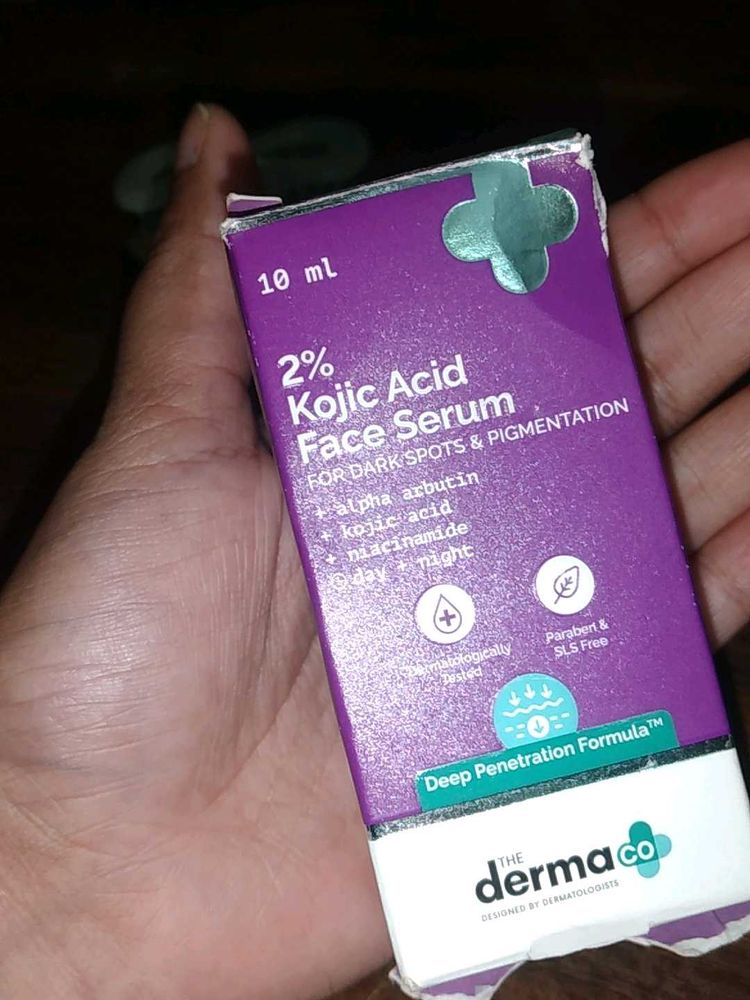 10 ml
2%
Kojic Acid
Face Serum
FOR DARK SPOTS & PIGMENTATION
+ alpha arbutin
+ kojic acid
+ niacinamide
day + night
Dermatologically
Tested
Paraben &
SLS Free
Deep Penetration Formula™
THE
derma co
DESIGNED BY DERMATOLOGISTS